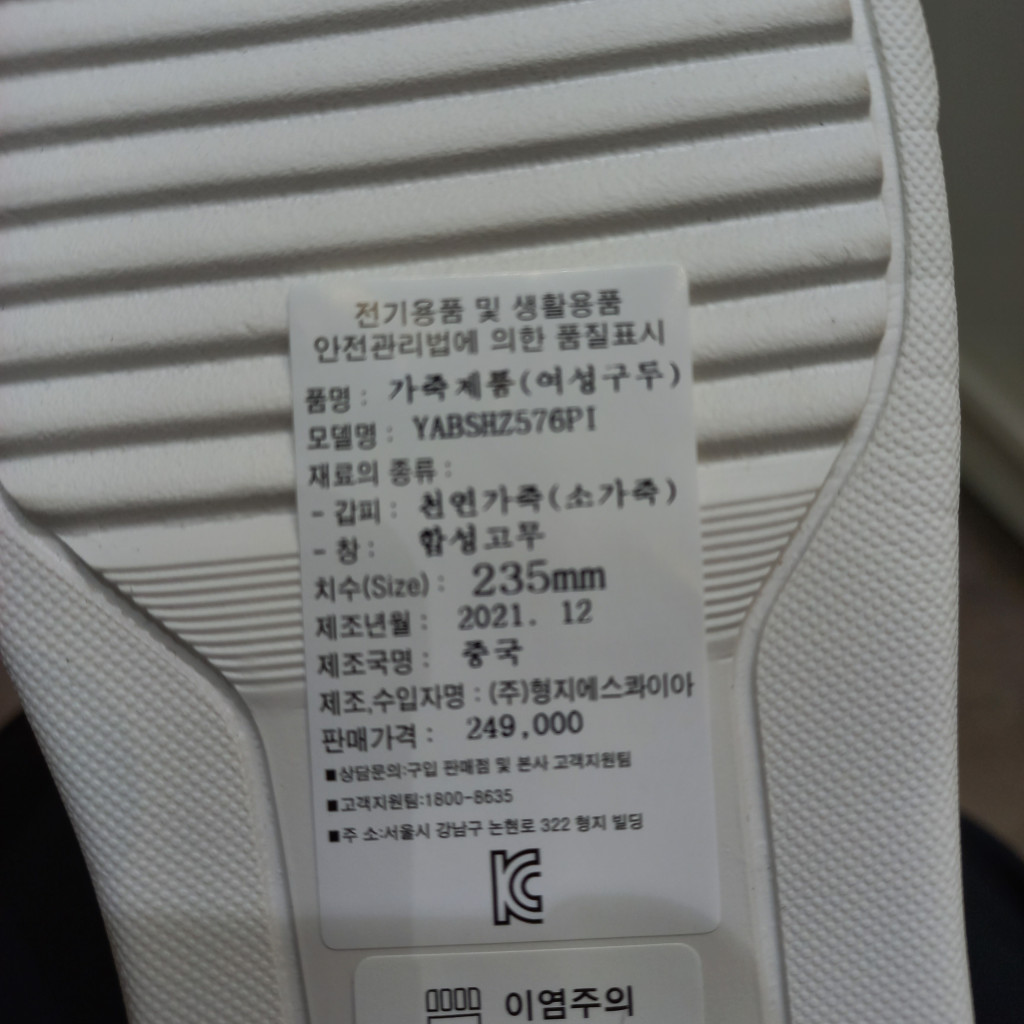 전기용품 및 생활용품
안전관리법에 의한 품질표시
품명 : 가죽제품(여성구두)
모델명 : YABSHZ576PI
재료의 종류 :
- 갑피 : 천연가죽(소가죽)
- 창 : 합성고무
치수(Size) : 235mm
제조년월 : 2021. 12
제조국명 : 중국
제조,수입자명 : (주)형지에스콰이아
판매가격 : 249,000
■상담문의:구입 판매점 및 본사 고객지원팀
■고객지원팀:1800-8635
■주 소:서울시 강남구 논현로 322 형지 빌딩
KC
이염주의